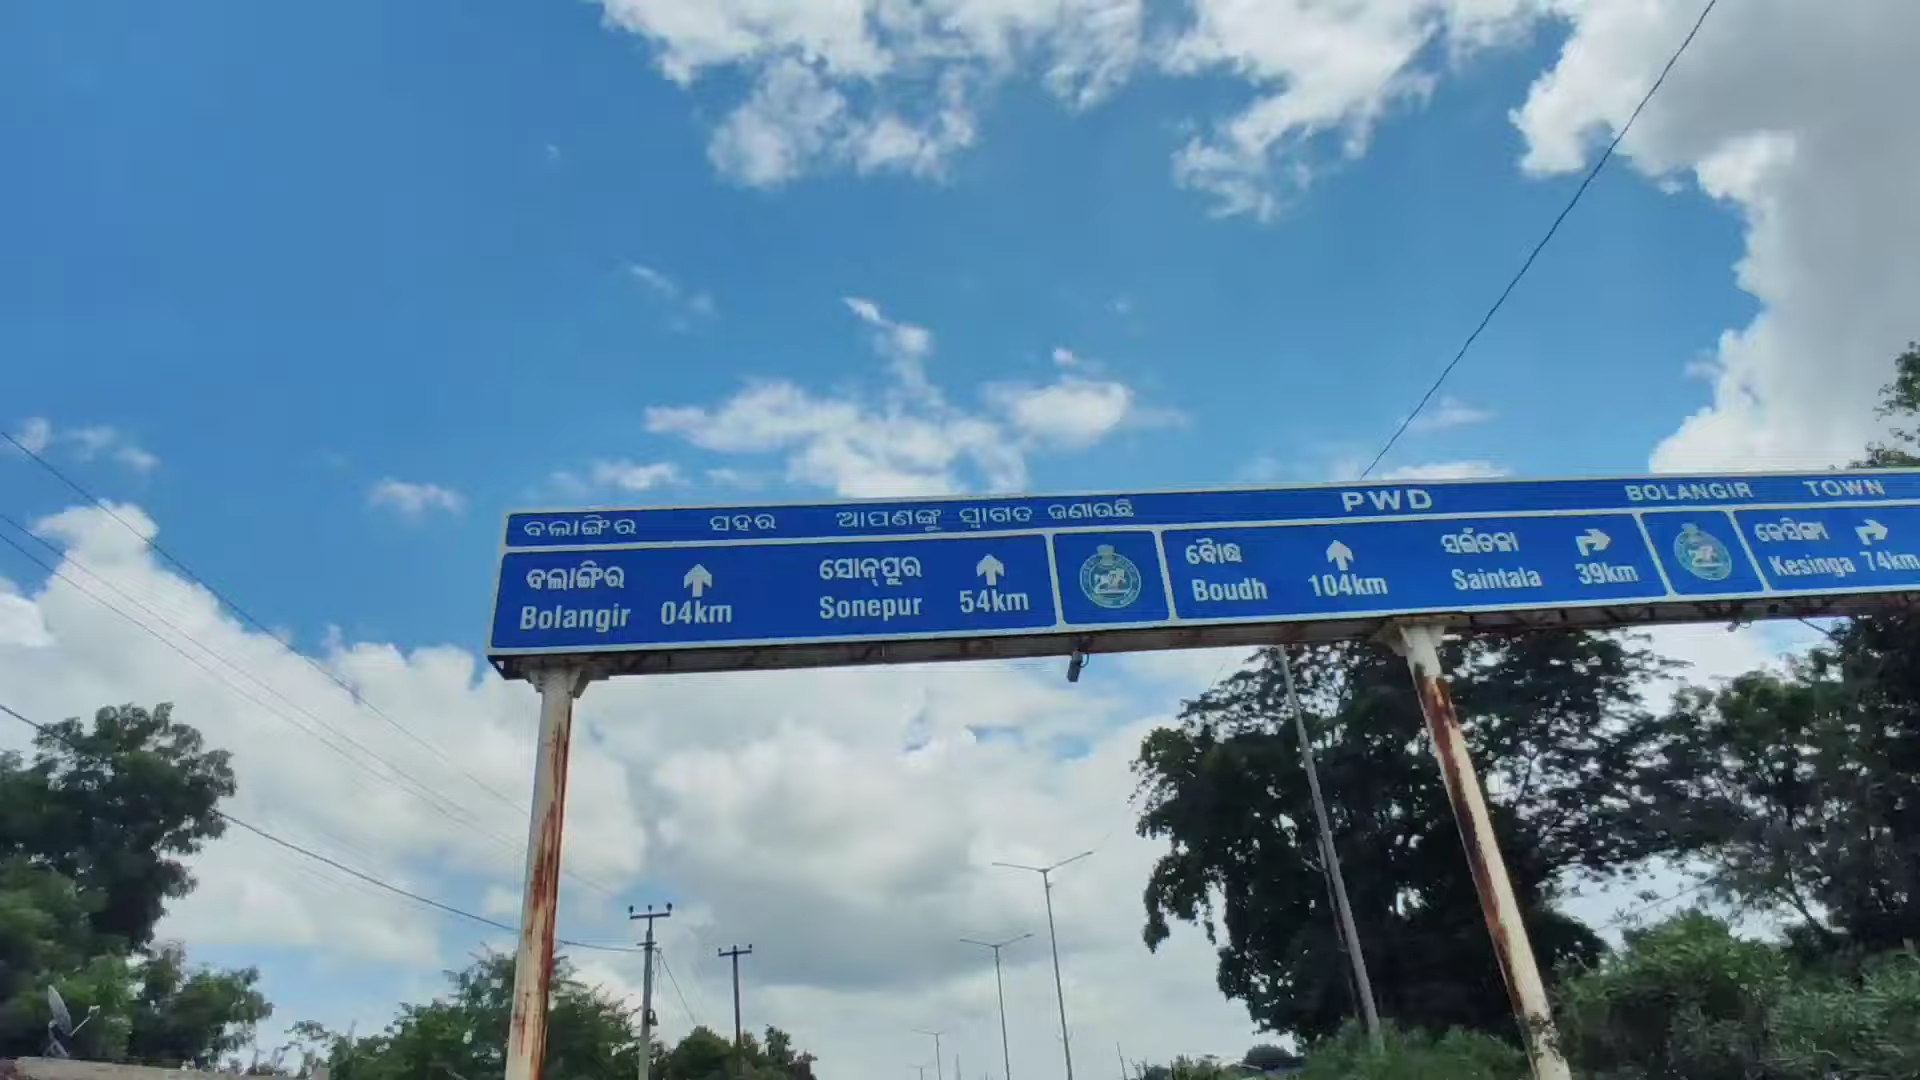 ବଲାଙ୍ଗିର ସହର ଆପଣଙ୍କୁ ସ୍ୱାଗତ ଜଣାଉଛି PWD BOLANGIR TOWN
ବଲାଙ୍ଗିର ସୋନ୍‌ପୁର ବୌଦ୍ଧ ସଇଁତଳା କେସିଙ୍ଗା
Bolangir 04km Sonepur 54km Boudh 104km Saintala 39km Kesinga 74km